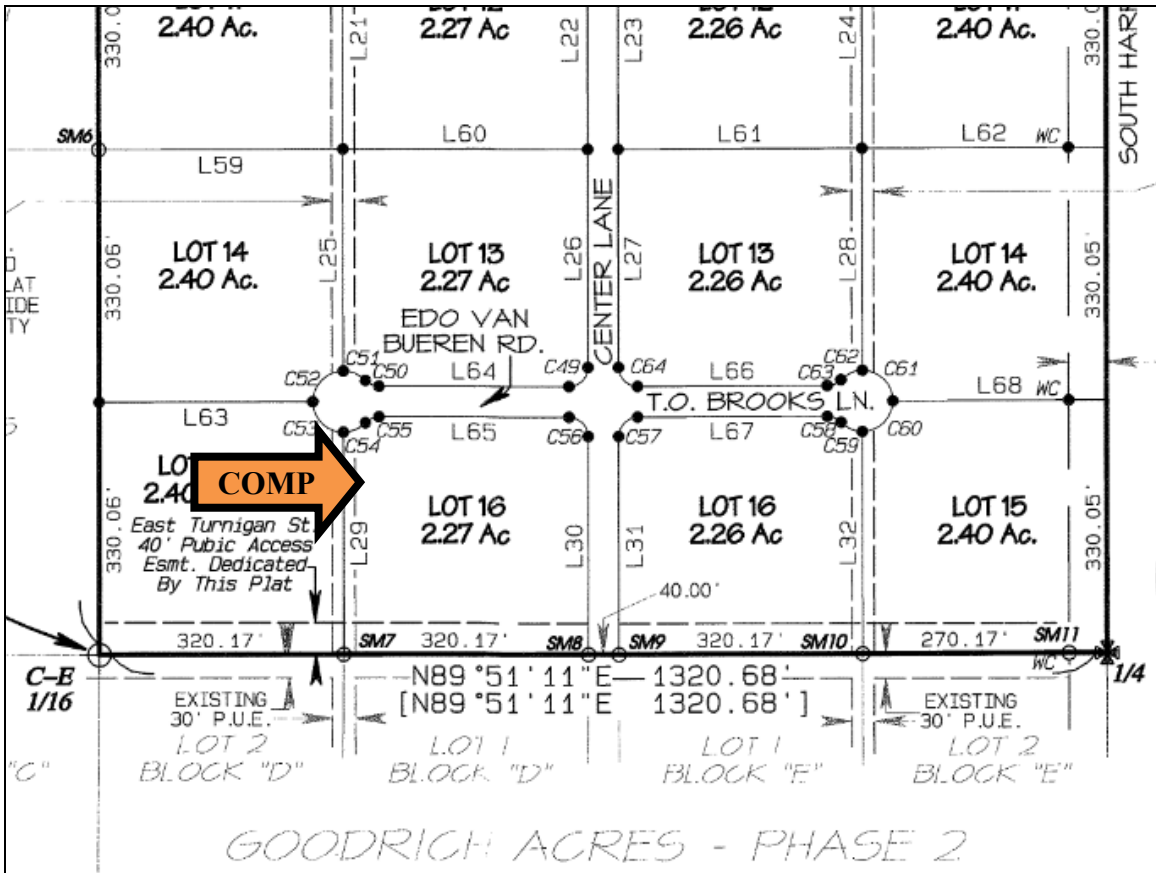 2.40 Ac.
2.27 Ac
2.26 Ac
2.40 Ac.
L21
L22
L23
L24
SM6
L59
L60
L61
L62
WC
SOUTH
LOT 14
2.40 Ac.
LOT 13
2.27 Ac
LOT 13
2.26 Ac
LOT 14
2.40 Ac.
330.06'
L25
L26
CENTER LANE
L27
L28
330.05'
EDO VAN
BUEREN RD.
C51
C52
C50
L64
C49
C64
L66
C63
C62
C61
L63
T.O. BROOKS LN.
L68
WC
C53
C54
C55
L65
C56
C57
L67
C58
C59
C60
COMP
2.40
LOT 16
2.27 Ac
LOT 16
2.26 Ac
LOT 15
2.40 Ac.
330.06'
L29
L30
L31
L32
330.05'
East Turnigan St.
40' Pubic Access
Esmt. Dedicated
By This Plat
40.00'
320.17'
SM7
320.17'
SM8
SM9
320.17'
SM10
270.17'
SM11
WC
C-E
1/16
N89°51'11"E 1320.68'
[N89°51'11"E 1320.68']
1/4
EXISTING
30' P.U.E.
EXISTING
30' P.U.E.
LOT 2
BLOCK "D"
LOT 1
BLOCK "D"
LOT 1
BLOCK "E"
LOT 2
BLOCK "E"
"C"
GOODRICH ACRES - PHASE 2